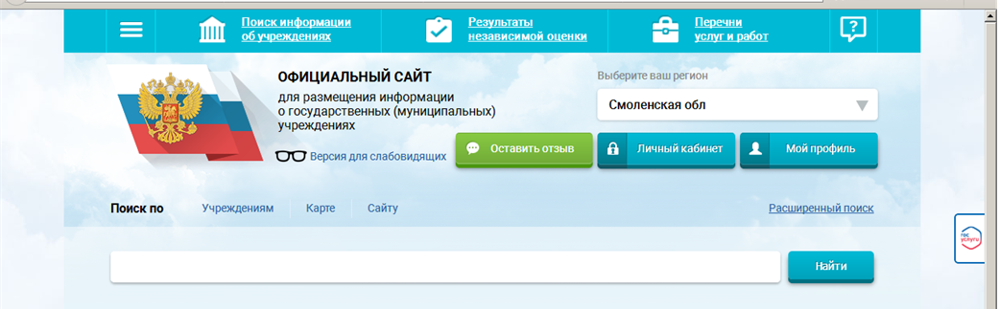 Поиск информации
об учреждениях
Результаты
независимой оценки
Перечни
услуг и работ
ОФИЦИАЛЬНЫЙ САЙТ
для размещения информации
о государственных (муниципальных)
учреждениях
Версия для слабовидящих
Выберите ваш регион
Смоленская обл
Оставить отзыв
Личный кабинет
Мой профиль
Поиск по
Учреждениям
Карте
Сайту
Расширенный поиск
гос
услуги
Найти